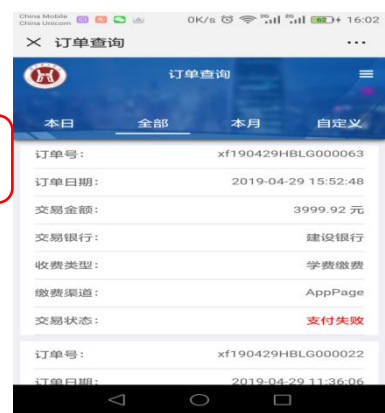 China Mobile
China Unicom
0K/s 62 16:02
× 订单查询 ...
订单查询
本日 全部 本月 自定义
订单号: xf190429HBLG000063
订单日期: 2019-04-29 15:52:48
交易金额: 3999.92 元
交易银行: 建设银行
收费类型: 学费缴费
缴费渠道: AppPage
交易状态: 支付失败
订单号: xf190429HBLG000022
订单日期: 2019-04-29 11:36:06